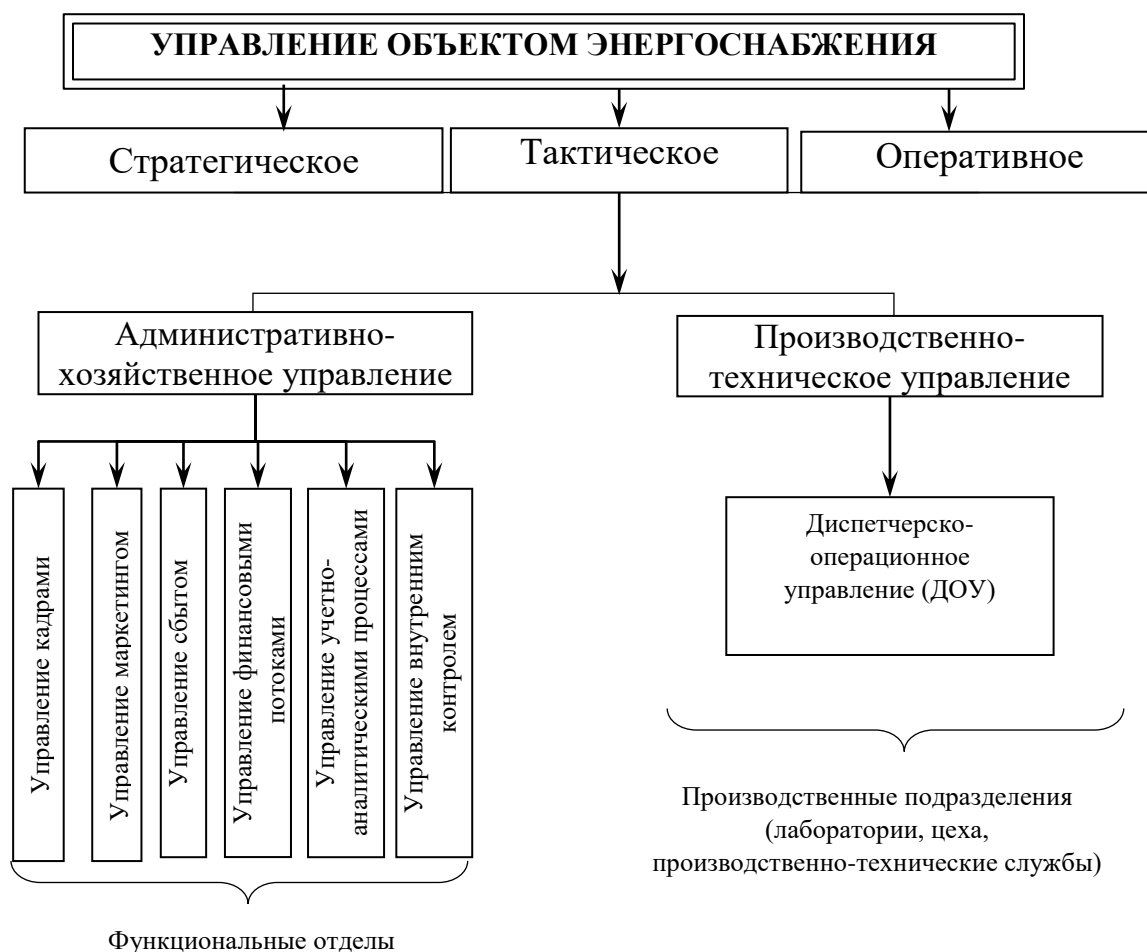 УПРАВЛЕНИЕ ОБЪЕКТОМ ЭНЕРГОСНАБЖЕНИЯ
Стратегическое
Тактическое
Оперативное
Административно-
хозяйственное управление
Производственно-
техническое управление
Управление кадрами
Управление маркетингом
Управление сбытом
Управление финансовыми
потоками
Управление учетно-
аналитическими процессами
Управление внутренним
контролем
Диспетчерско-
операционное
управление (ДОУ)
Производственные подразделения
(лаборатории, цеха,
производственно-технические службы)
Функциональные отделы